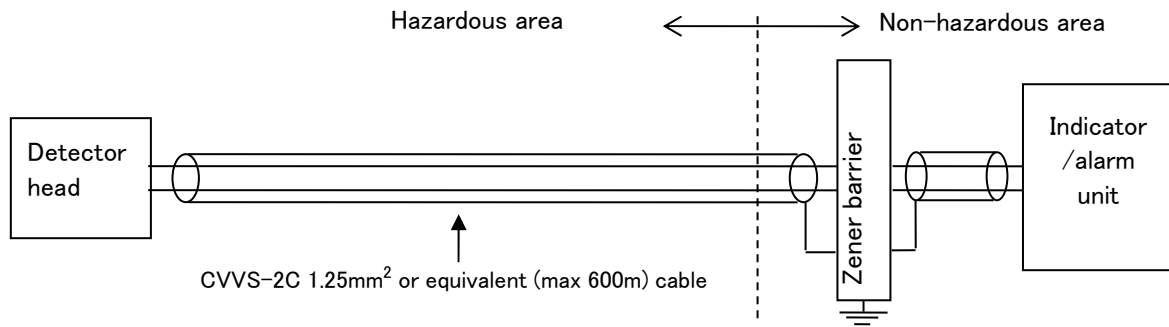 Hazardous area
Non-hazardous area
Detector
head
Zener barrier
Indicator
/alarm
unit
CVVS-2C 1.25mm² or equivalent (max 600m) cable